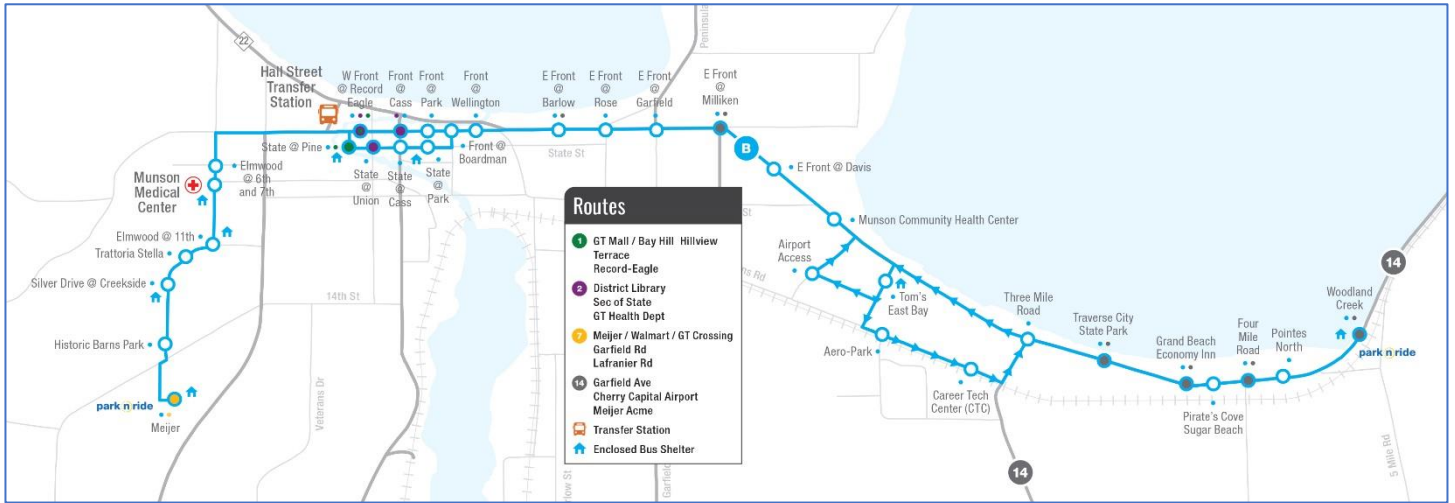 22
Peninsula
Hall Street
Transfer
Station
W Front
@ Record
Eagle
Front
@
Cass
Front
@
Park
Front
@
Wellington
E Front
@
Barlow
E Front
@
Rose
E Front
@
Garfield
E Front
@
Milliken
State @ Pine
State
@
Union
State
@
Cass
State
@
Park
Front @
Boardman
State St
B
E Front @ Davis
Munson
Medical
Center
Elmwood
@ 6th
and 7th
Elmwood @ 11th
Trattoria Stella
Silver Drive @ Creekside
Historic Barns Park
park n ride
Meijer
14th St
Veterans Dr
Routes
1
GT Mall / Bay Hill Hillview
Terrace
Record-Eagle
2
District Library
Sec of State
GT Health Dept
7
Meijer / Walmart / GT Crossing
Garfield Rd
Lafranier Rd
14
Garfield Ave
Cherry Capital Airport
Meijer Acme
Transfer Station
Enclosed Bus Shelter
St
Munson Community Health Center
Airport
Access
Rd
Tom's
East Bay
Aero-Park
Career Tech
Center (CTC)
Three Mile
Road
Traverse City
State Park
Grand Beach
Economy Inn
Pirate's Cove
Sugar Beach
Four
Mile
Road
Pointes
North
Woodland
Creek
park n ride
14
5 Mile Rd
14
Garfield